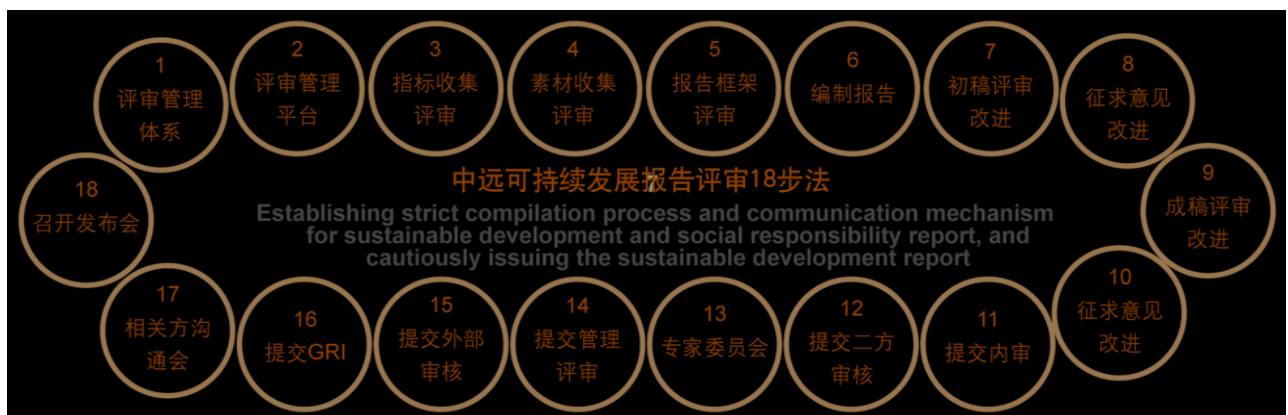 1
评审管理
体系
2
评审管理
平台
3
指标收集
评审
4
素材收集
评审
5
报告框架
评审
6
编制报告
7
初稿评审
改进
8
征求意见
改进
9
成稿评审
改进
10
征求意见
改进
11
提交内审
12
提交二方
审核
13
专家委员会
14
提交管理
评审
15
提交外部
审核
16
提交GRI
17
相关方沟
通会
18
召开发布会
中远可持续发展报告评审18步法
Establishing strict compilation process and communication mechanism
for sustainable development and social responsibility report, and
cautiously issuing the sustainable development report